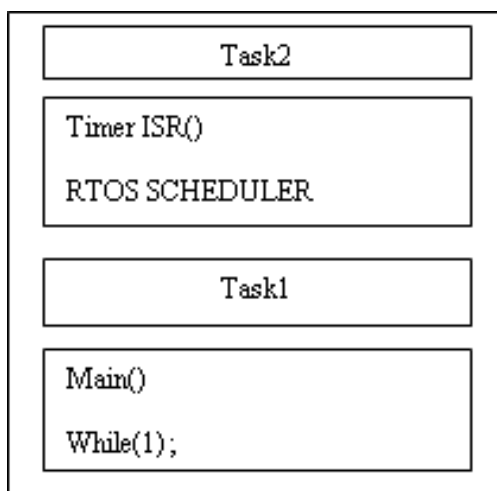 Task2
Timer ISR()
RTOS SCHEDULER
Task1
Main()
While(1);